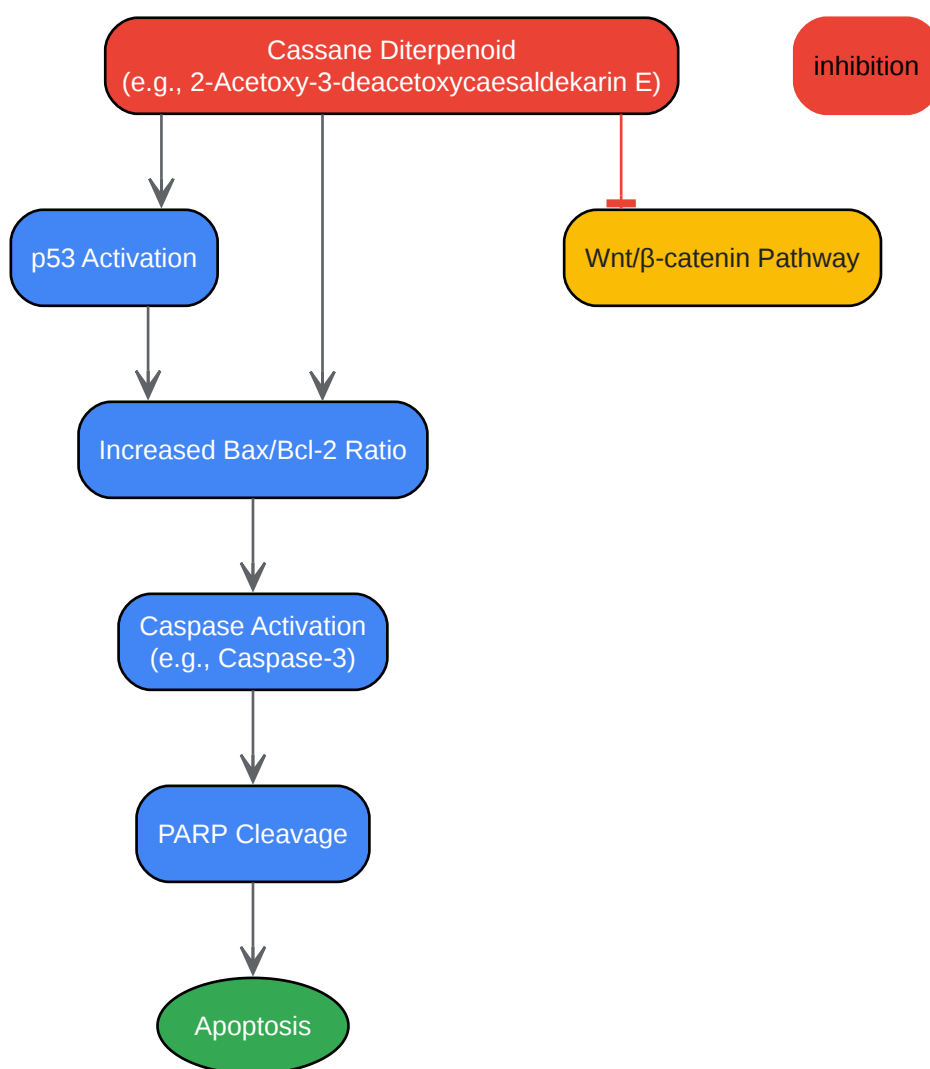 Cassane Diterpenoid
(e.g., 2-Acetoxy-3-deacetoxycaesaldekarin E)
inhibition
p53 Activation
Wnt/β-catenin Pathway
Increased Bax/Bcl-2 Ratio
Caspase Activation
(e.g., Caspase-3)
PARP Cleavage
Apoptosis